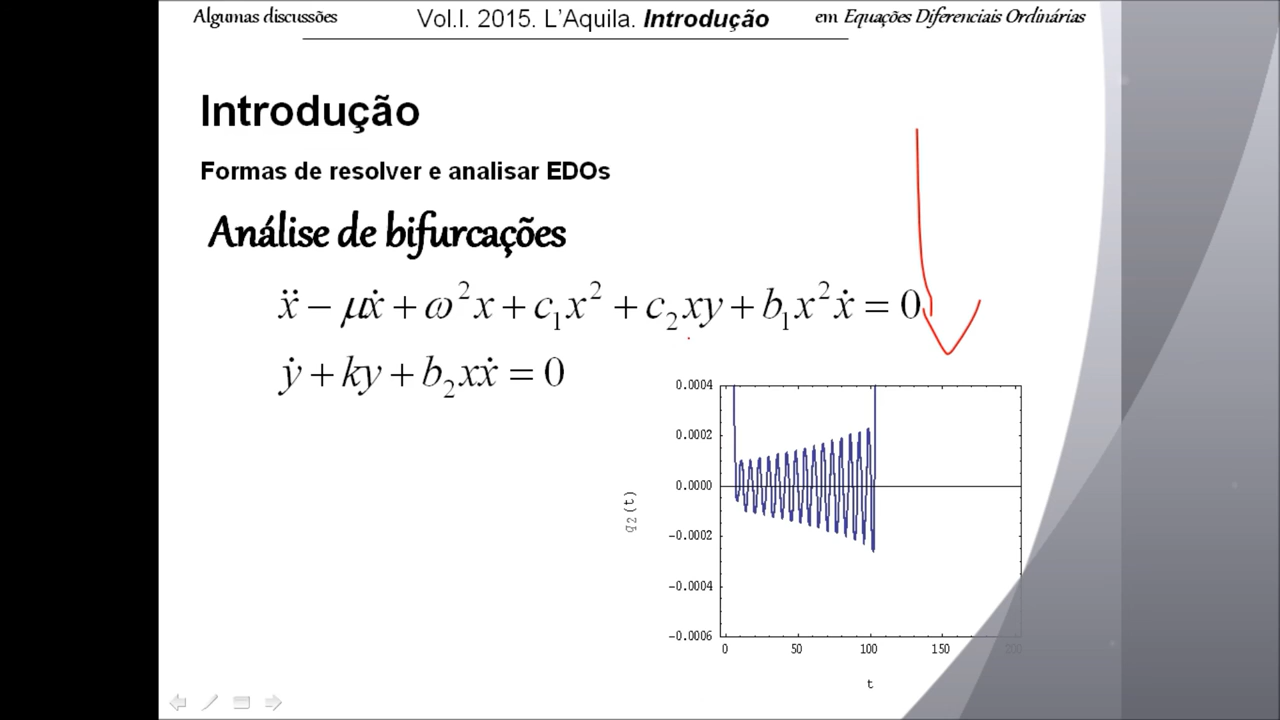 Algumas discussões Vol.I. 2015. L'Aquila. Introdução em Equações Diferenciais Ordinárias
Introdução
Formas de resolver e analisar EDOs
Análise de bifurcações
ẍ − μẋ + ω²x + c₁x² + c₂xy + b₁x²ẋ = 0
ẏ + ky + b₂xẋ = 0
0.0004
0.0002
0.0000
−0.0002
−0.0004
−0.0006
q₂(t)
0 50 100 150 200
t